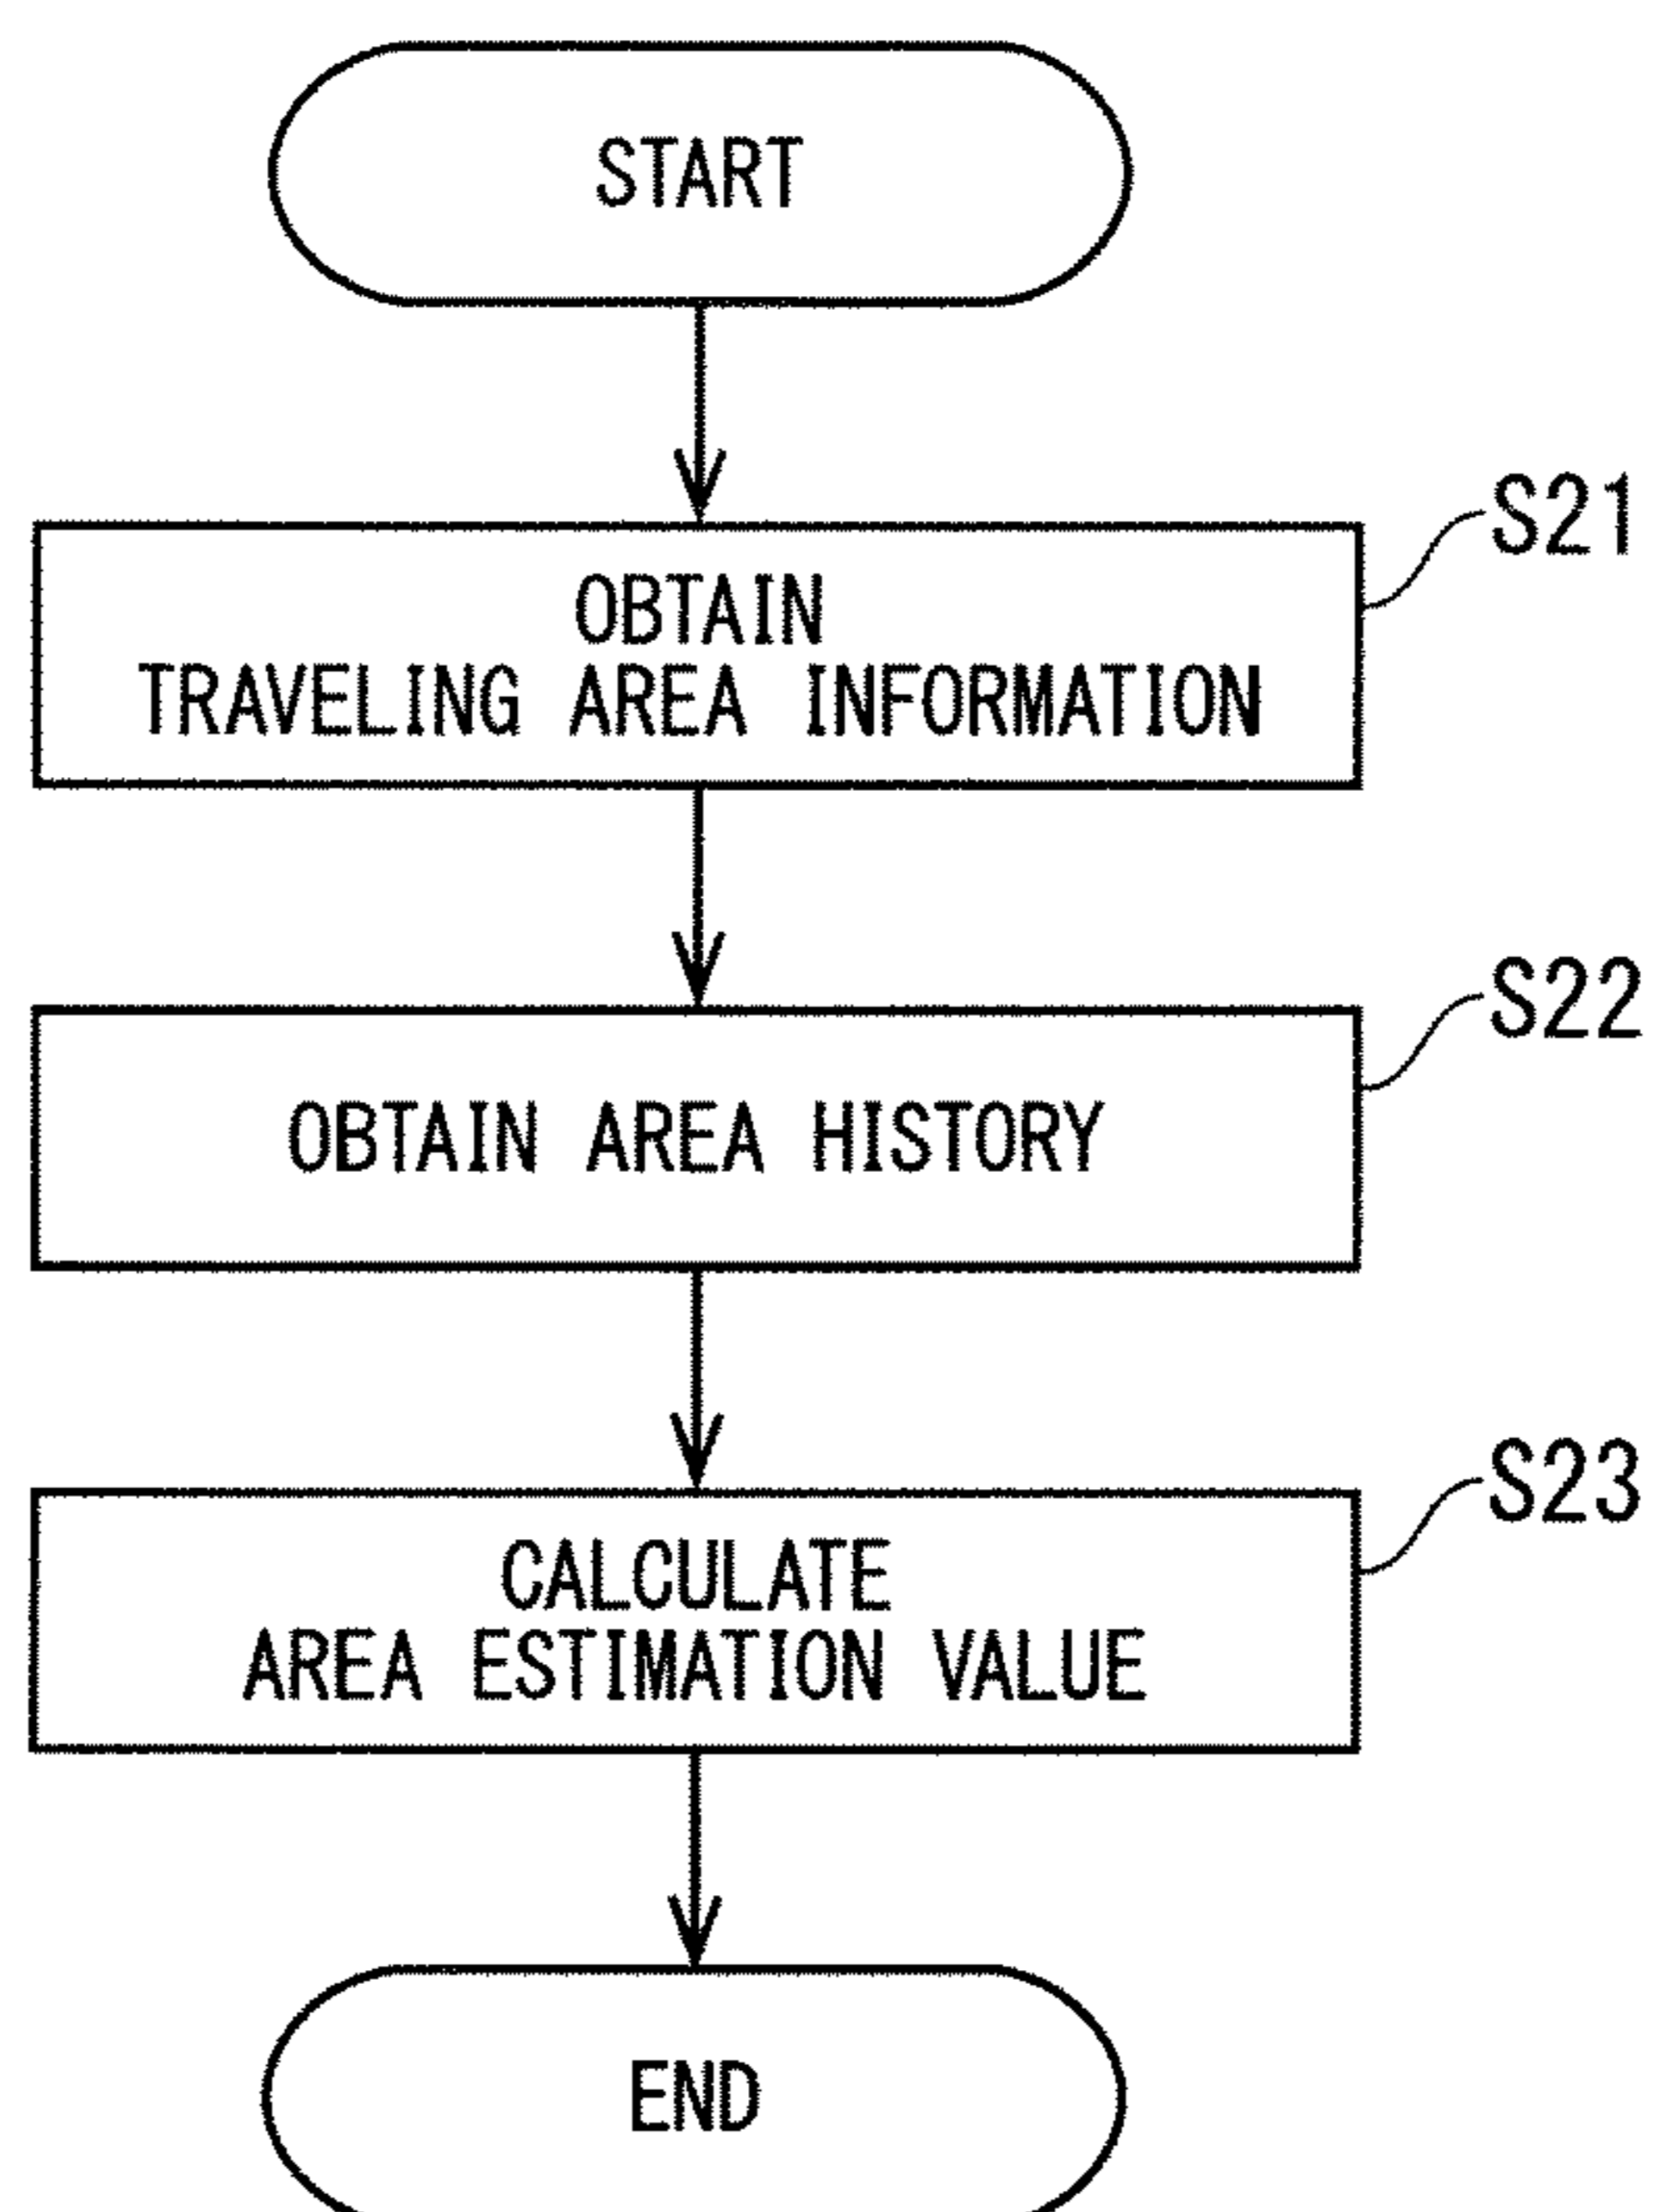 START
S21
OBTAIN
TRAVELING AREA INFORMATION
S22
OBTAIN AREA HISTORY
S23
CALCULATE
AREA ESTIMATION VALUE
END